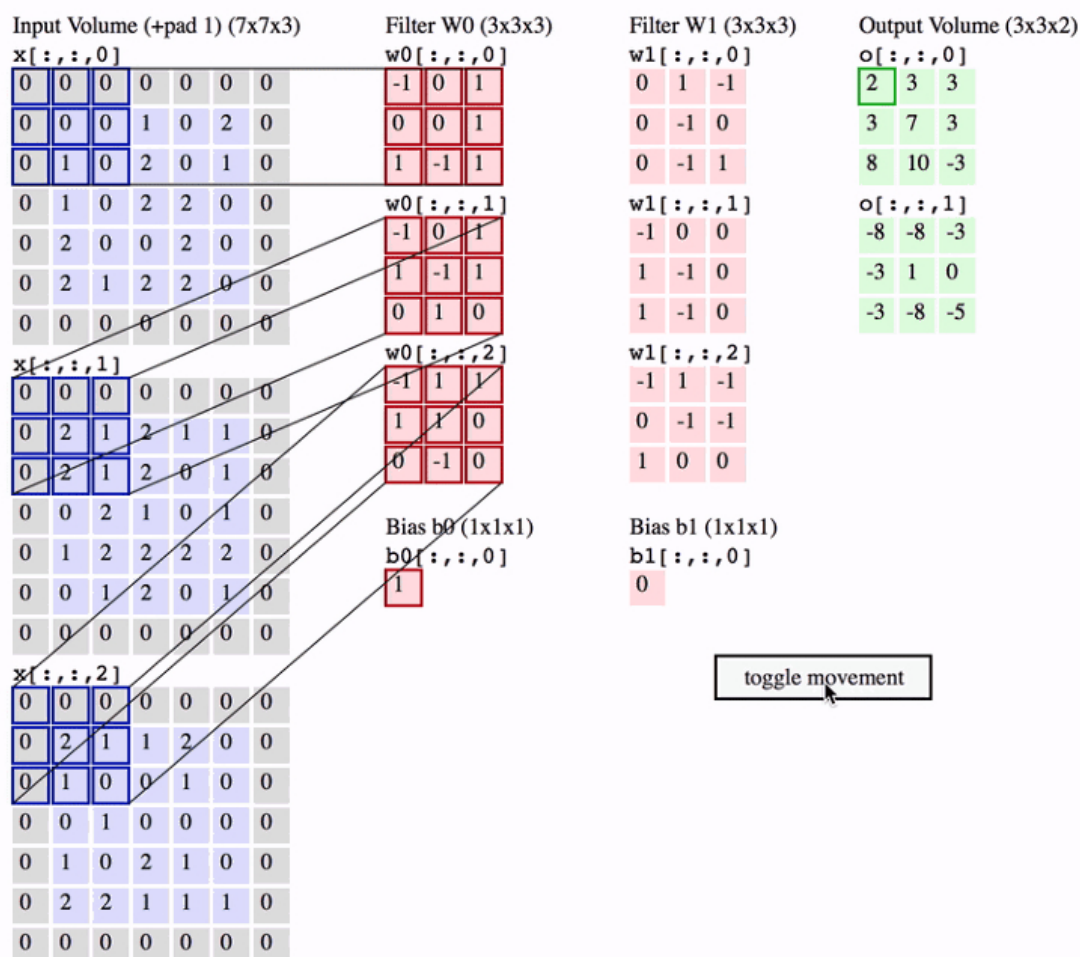 Input Volume (+pad 1) (7x7x3)
x[:,:,0]
0 0 0 0 0 0 0
0 0 0 1 0 2 0
0 1 0 2 0 1 0
0 1 0 2 2 0 0
0 2 0 0 2 0 0
0 2 1 2 2 0 0
0 0 0 0 0 0 0
x[:,:,1]
0 0 0 0 0 0 0
0 2 1 2 1 1 0
0 2 1 2 0 1 0
0 0 2 1 0 1 0
0 1 2 2 2 2 0
0 0 1 2 0 1 0
0 0 0 0 0 0 0
x[:,:,2]
0 0 0 0 0 0 0
0 2 1 1 2 0 0
0 1 0 0 1 0 0
0 0 1 0 0 0 0
0 1 0 2 1 0 0
0 2 2 1 1 1 0
0 0 0 0 0 0 0
Filter W0 (3x3x3)
w0[:,:,0]
-1 0 1
0 0 1
1 -1 1
w0[:,:,1]
-1 0 1
1 -1 1
0 1 0
w0[:,:,2]
-1 1 1
1 1 0
0 -1 0
Bias b0 (1x1x1)
b0[:,:,0]
1
Filter W1 (3x3x3)
w1[:,:,0]
0 1 -1
0 -1 0
0 -1 1
w1[:,:,1]
-1 0 0
1 -1 0
1 -1 0
w1[:,:,2]
-1 1 -1
0 -1 -1
1 0 0
Bias b1 (1x1x1)
b1[:,:,0]
0
Output Volume (3x3x2)
o[:,:,0]
2 3 3
3 7 3
8 10 -3
o[:,:,1]
-8 -8 -3
-3 1 0
-3 -8 -5
toggle movement